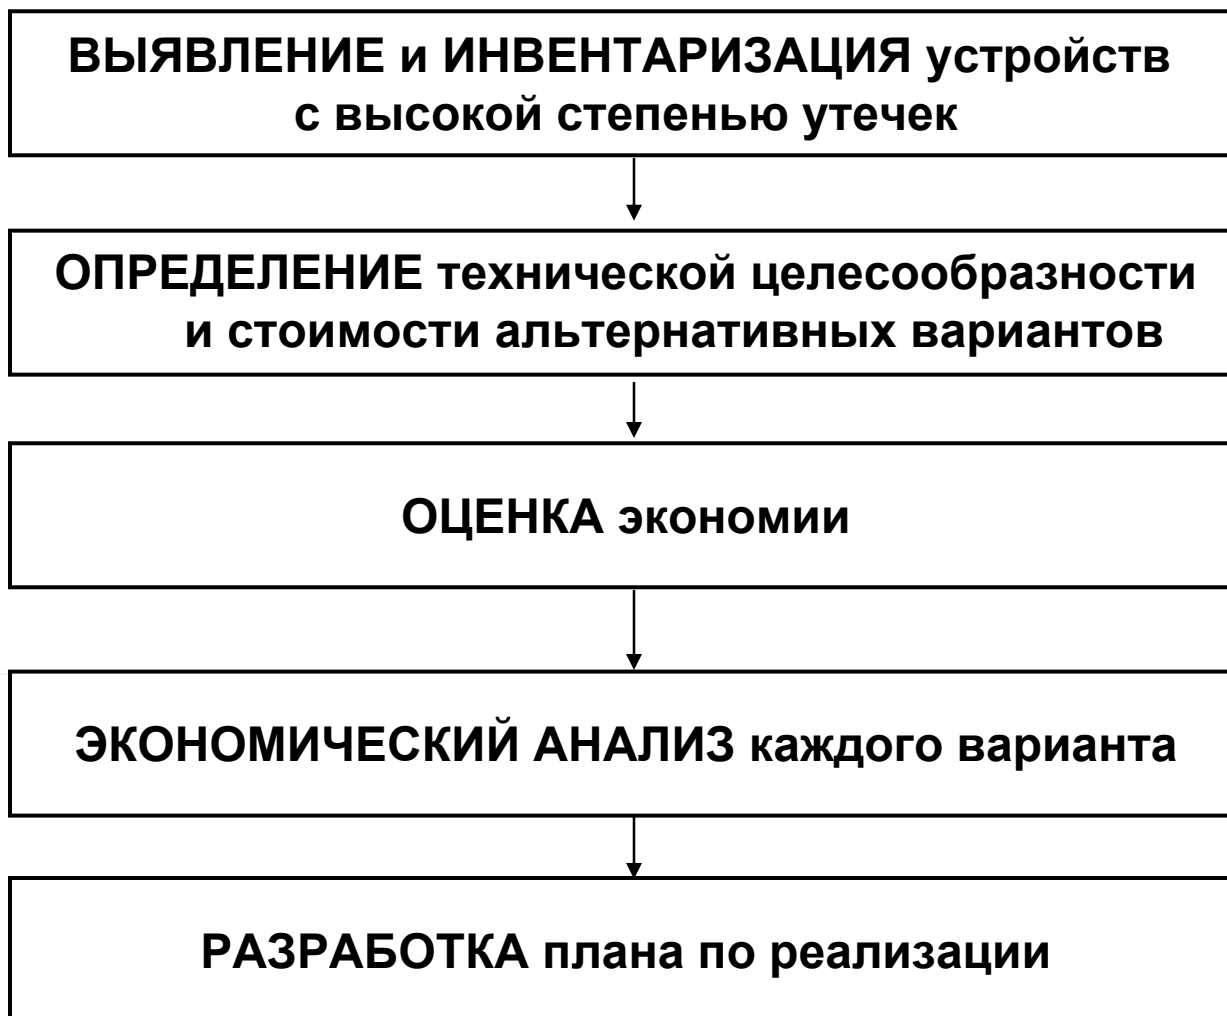 ВЫЯВЛЕНИЕ и ИНВЕНТАРИЗАЦИЯ устройств
с высокой степенью утечек
ОПРЕДЕЛЕНИЕ технической целесообразности
и стоимости альтернативных вариантов
ОЦЕНКА экономии
ЭКОНОМИЧЕСКИЙ АНАЛИЗ каждого варианта
РАЗРАБОТКА плана по реализации